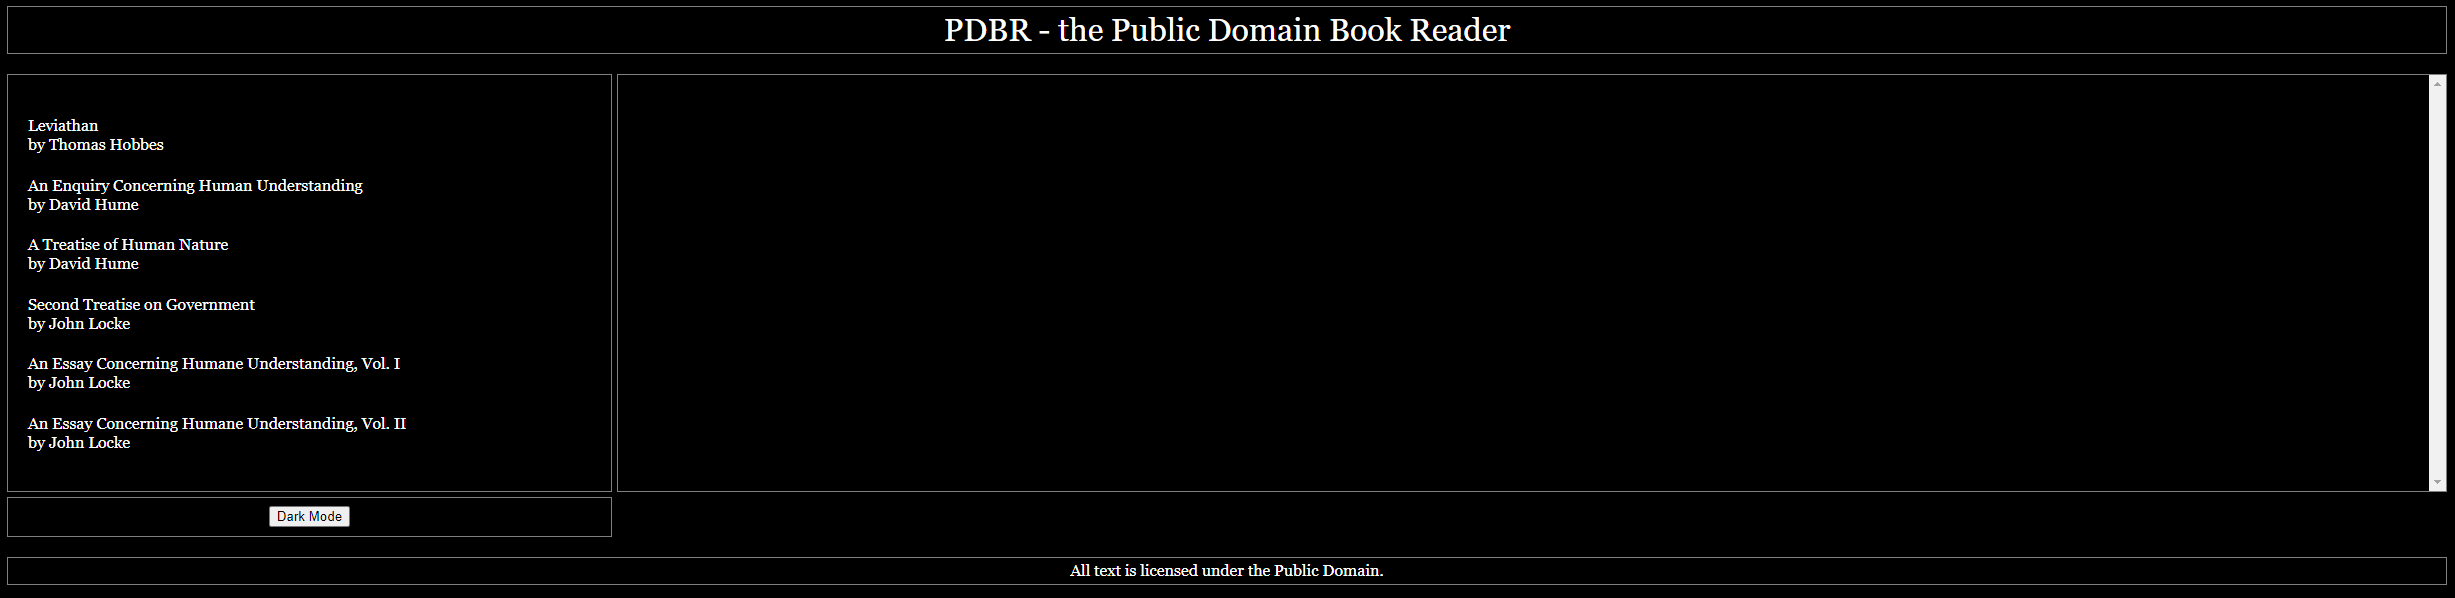 PDBR - the Public Domain Book Reader
Leviathan
by Thomas Hobbes
An Enquiry Concerning Human Understanding
by David Hume
A Treatise of Human Nature
by David Hume
Second Treatise on Government
by John Locke
An Essay Concerning Humane Understanding, Vol. I
by John Locke
An Essay Concerning Humane Understanding, Vol. II
by John Locke
Dark Mode
All text is licensed under the Public Domain.